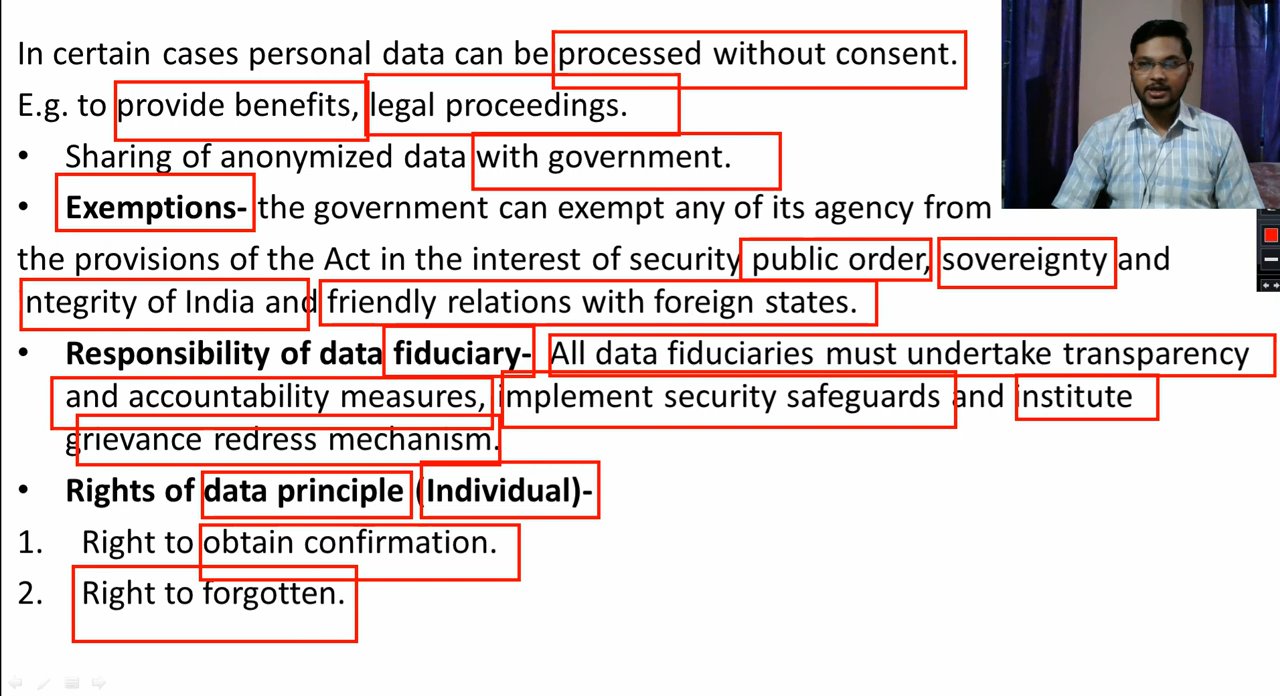 In certain cases personal data can be processed without consent.
E.g. to provide benefits, legal proceedings.
• Sharing of anonymized data with government.
• Exemptions- the government can exempt any of its agency from
the provisions of the Act in the interest of security public order, sovereignty and
integrity of India and friendly relations with foreign states.
• Responsibility of data fiduciary- All data fiduciaries must undertake transparency
and accountability measures, implement security safeguards and institute
grievance redress mechanism.
• Rights of data principle (Individual)-
1. Right to obtain confirmation.
2. Right to forgotten.